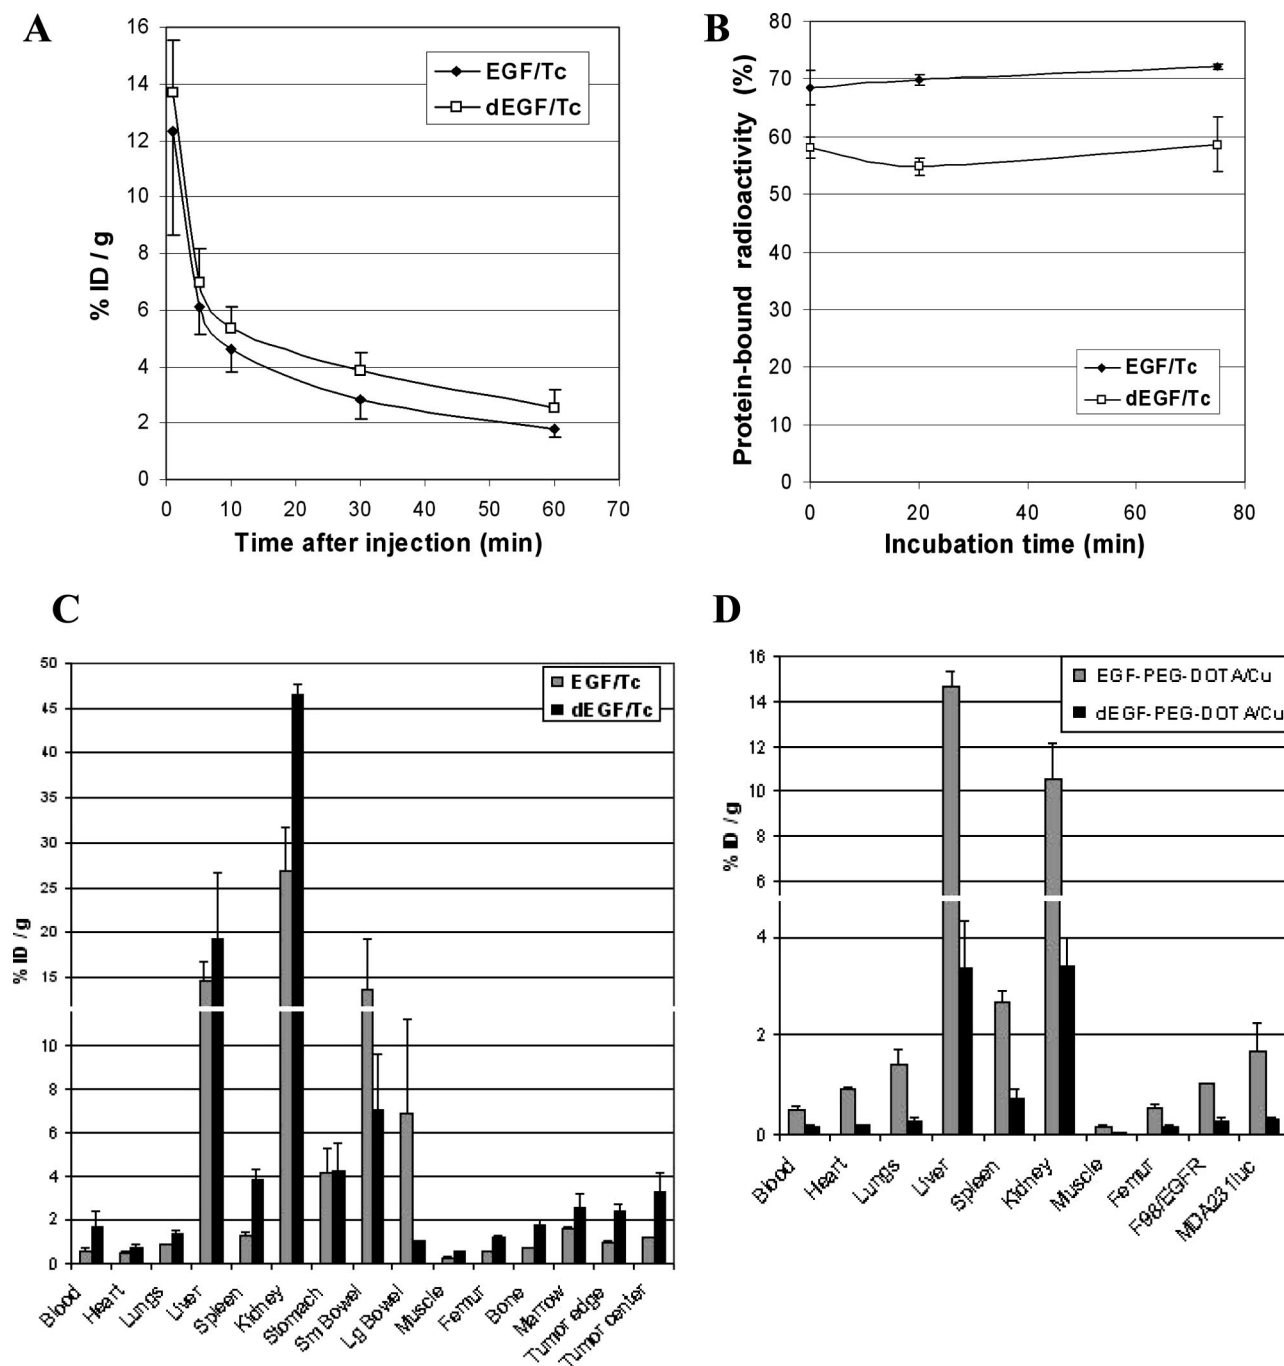 A
16
14
12
10
8
6
4
2
0
% ID / g
EGF/Tc
dEGF/Tc
0 10 20 30 40 50 60 70
Time after injection (min)
B
80
70
60
50
40
30
20
10
0
Protein-bound radioactivity (%)
EGF/Tc
dEGF/Tc
0 20 40 60 80
Incubation time (min)
C
50
45
40
35
30
25
20
15
10
8
6
4
2
0
% ID / g
EGF/Tc
dEGF/Tc
Blood
Heart
Lungs
Liver
Spleen
Kidney
Stomach
Sm Bowel
Lg Bowel
Muscle
Femur
Bone
Marrow
Tumor edge
Tumor center
D
16
14
12
10
8
6
4
2
0
% ID / g
EGF-PEG-DOTA/Cu
dEGF-PEG-DOTA/Cu
Blood
Heart
Lungs
Liver
Spleen
Kidney
Muscle
Femur
F98/EGFR
MDA231luc